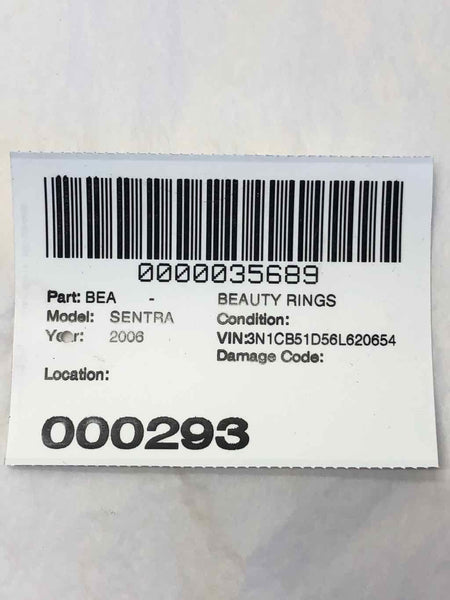 0000035689
Part: BEA - BEAUTY RINGS
Model: SENTRA Condition:
Year: 2006 VIN:3N1CB51D56L620654
Damage Code:
Location:
000293